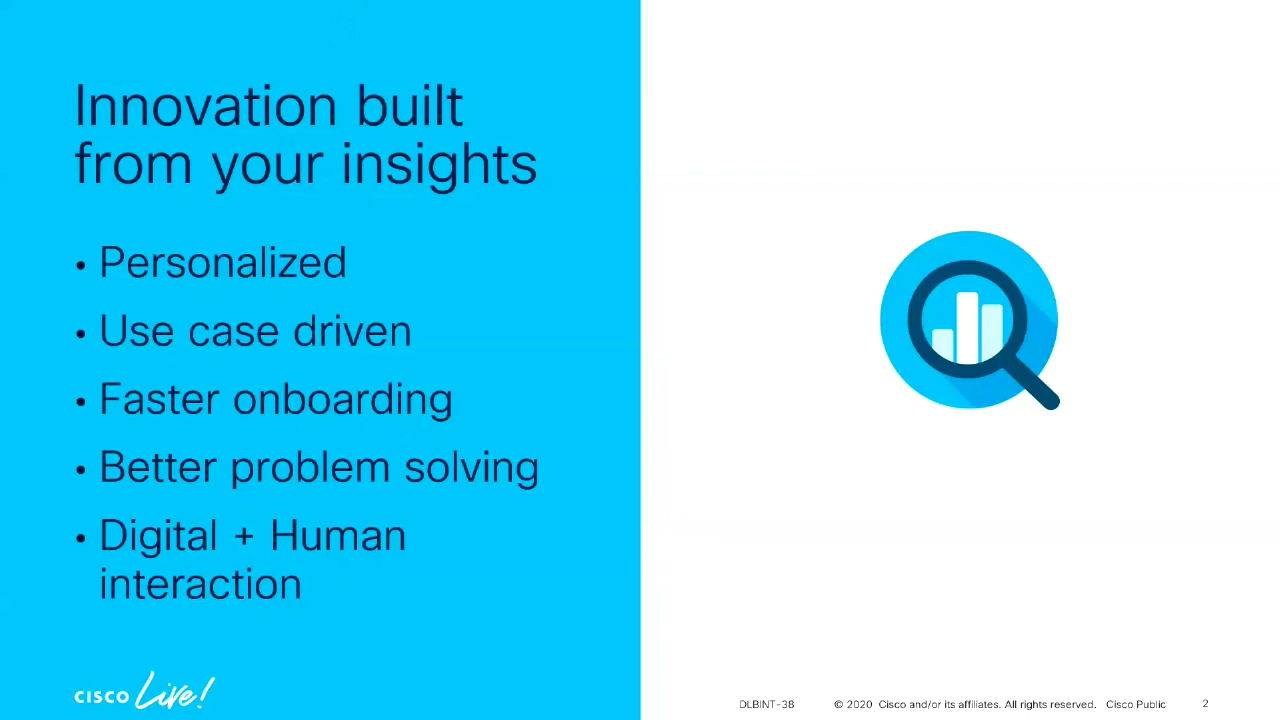 Innovation built
from your insights
• Personalized
• Use case driven
• Faster onboarding
• Better problem solving
• Digital + Human
interaction
CISCO Live!
DLBINT-38 © 2020 Cisco and/or its affiliates. All rights reserved. Cisco Public 2